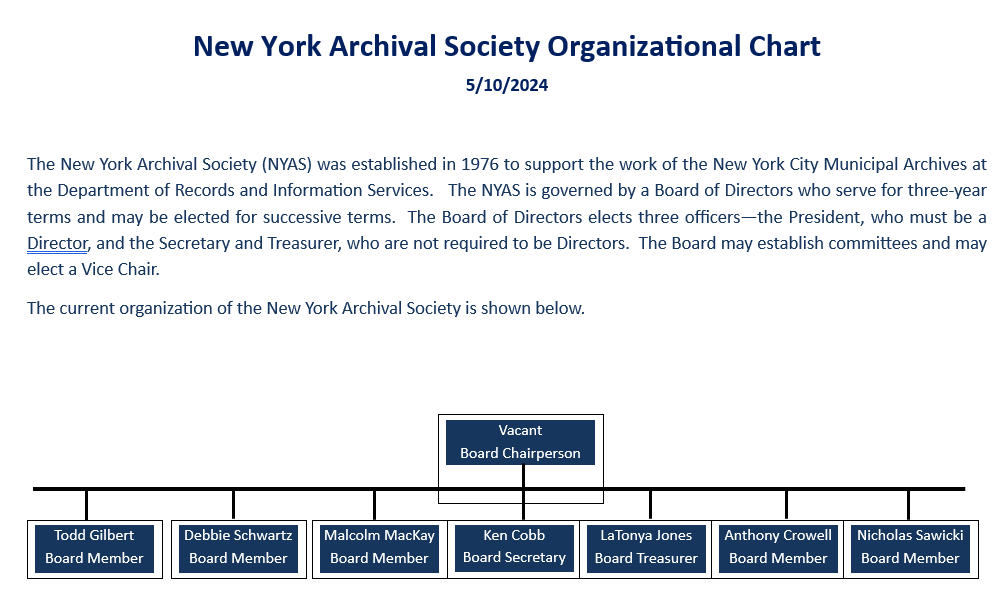 New York Archival Society Organizational Chart
5/10/2024
The New York Archival Society (NYAS) was established in 1976 to support the work of the New York City Municipal Archives at
the Department of Records and Information Services.   The NYAS is governed by a Board of Directors who serve for three-year
terms and may be elected for successive terms.  The Board of Directors elects three officers—the President, who must be a
Director, and the Secretary and Treasurer, who are not required to be Directors.  The Board may establish committees and may
elect a Vice Chair.
The current organization of the New York Archival Society is shown below.
Vacant
Board Chairperson
Todd Gilbert
Board Member
Debbie Schwartz
Board Member
Malcolm MacKay
Board Member
Ken Cobb
Board Secretary
LaTonya Jones
Board Treasurer
Anthony Crowell
Board Member
Nicholas Sawicki
Board Member